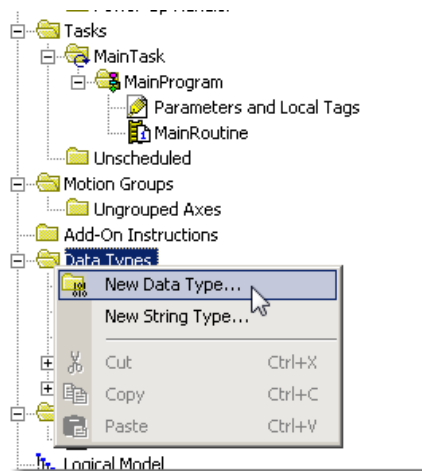 Tasks
MainTask
MainProgram
Parameters and Local Tags
MainRoutine
Unscheduled
Motion Groups
Ungrouped Axes
Add-On Instructions
Data Types
New Data Type...
New String Type...
Cut Ctrl+X
Copy Ctrl+C
Paste Ctrl+V
Logical Model